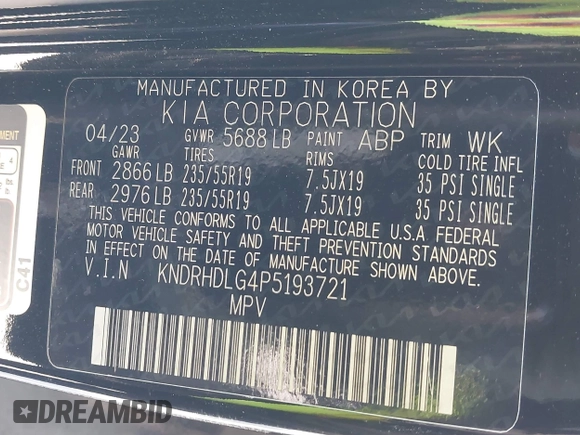 MANUFACTURED IN KOREA BY
KIA CORPORATION
04/23 GVWR 5688 LB PAINT ABP TRIM WK
GAWR TIRES RIMS COLD TIRE INFL
FRONT 2866 LB 235/55R19 7.5JX19 35 PSI SINGLE
REAR 2976 LB 235/55R19 7.5JX19 35 PSI SINGLE
THIS VEHICLE CONFORMS TO ALL APPLICABLE U.S.A FEDERAL
MOTOR VEHICLE SAFETY AND THEFT PREVENTION STANDARDS
IN EFFECT ON THE DATE OF MANUFACTURE SHOWN ABOVE.
V.I.N KNDRHDLG4P5193721
MPV
C41
DREAMBID